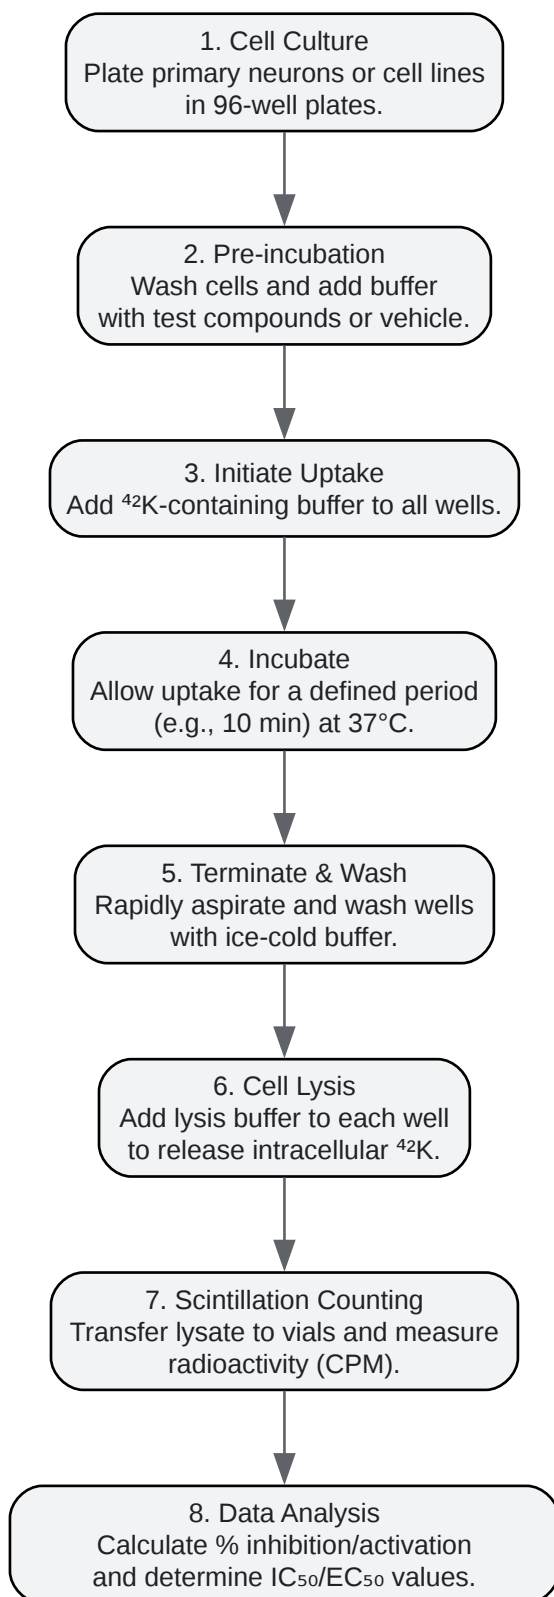 1. Cell Culture
Plate primary neurons or cell lines
in 96-well plates.
2. Pre-incubation
Wash cells and add buffer
with test compounds or vehicle.
3. Initiate Uptake
Add ⁴²K-containing buffer to all wells.
4. Incubate
Allow uptake for a defined period
(e.g., 10 min) at 37°C.
5. Terminate & Wash
Rapidly aspirate and wash wells
with ice-cold buffer.
6. Cell Lysis
Add lysis buffer to each well
to release intracellular ⁴²K.
7. Scintillation Counting
Transfer lysate to vials and measure
radioactivity (CPM).
8. Data Analysis
Calculate % inhibition/activation
and determine IC₅₀/EC₅₀ values.